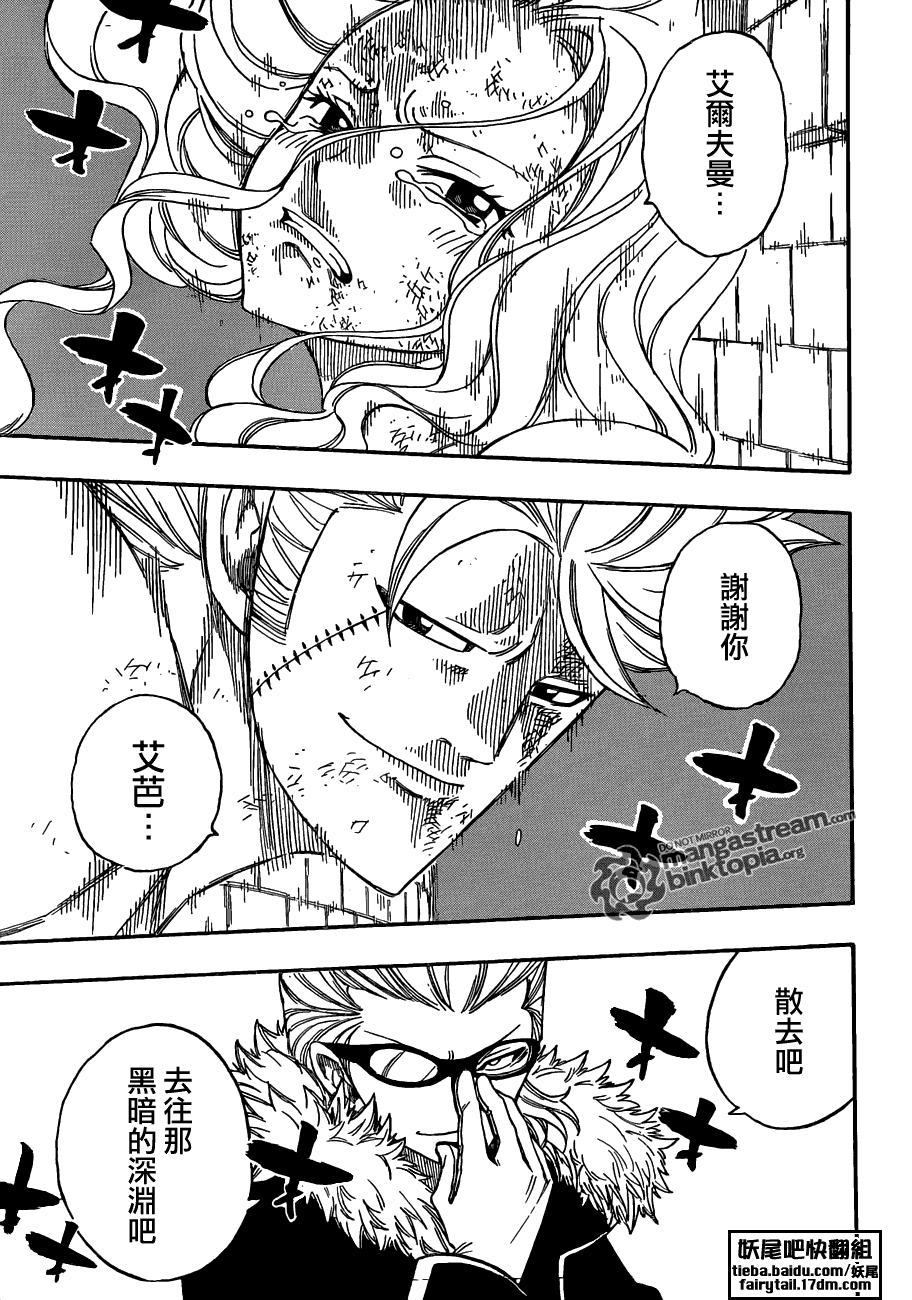 艾爾夫曼…
謝謝你
艾芭…
DO NOT MIRROR
mangastream.com
binktopia.org
散去吧
去往那
黑暗的深淵吧
妖尾吧快翻組
tieba.baidu.com/妖尾
fairytail.17dm.com